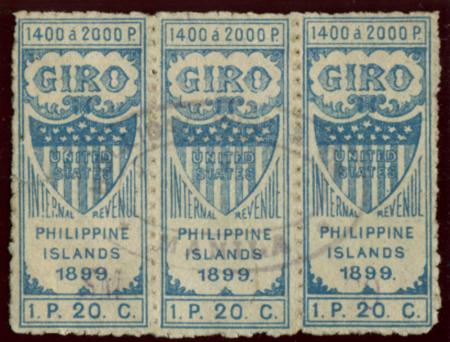 1400 á 2000 P. 1400 á 2000 P. 1400 á 2000 P.
GIRO GIRO GIRO
UNITED UNITED UNITED
STATES STATES STATES
INTERNAL REVENUE INTERNAL REVENUE INTERNAL REVENUE
PHILIPPINE PHILIPPINE PHILIPPINE
MANILA
ISLANDS ISLANDS ISLANDS
1899. 1899. 1899.
1. P. 20. C. 1. P. 20. C. 1. P. 20. C.